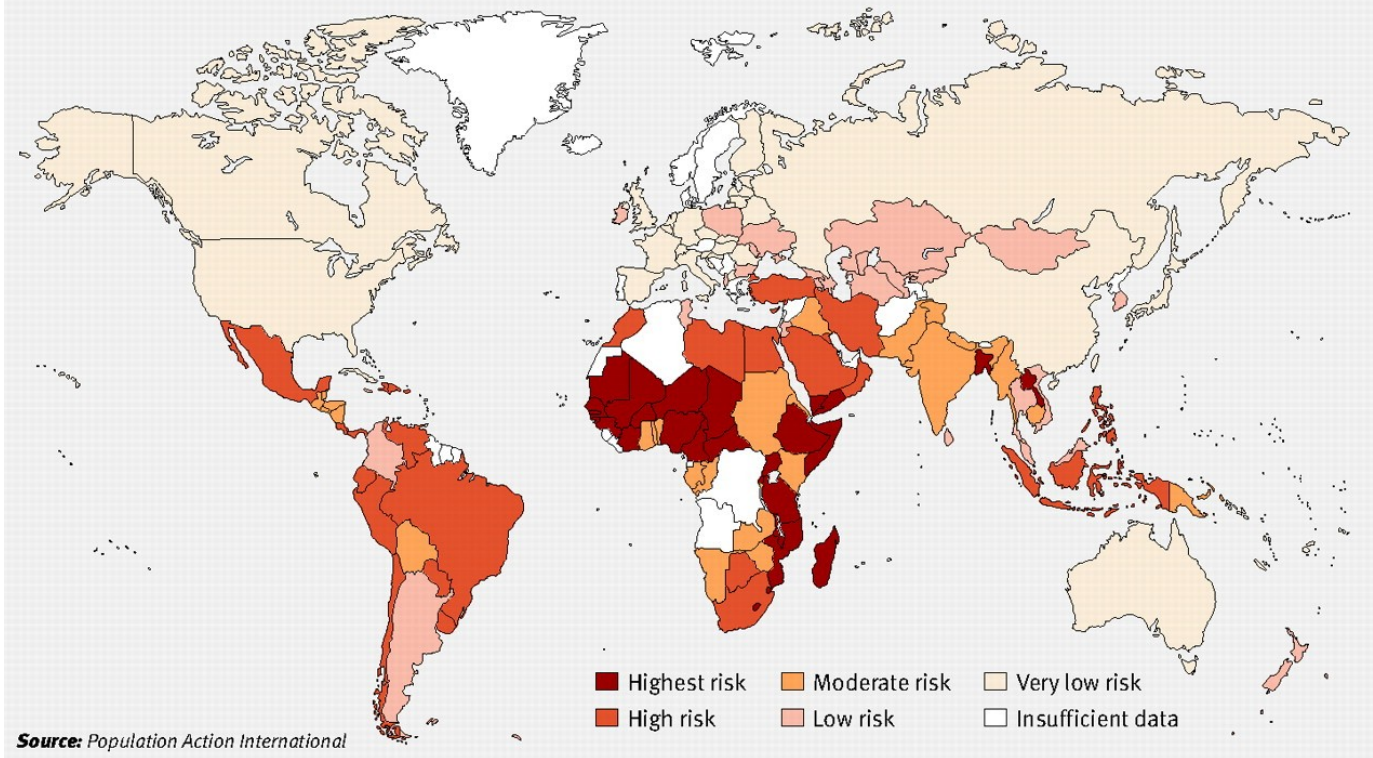 Highest risk
Moderate risk
Very low risk
High risk
Low risk
Insufficient data
Source: Population Action International